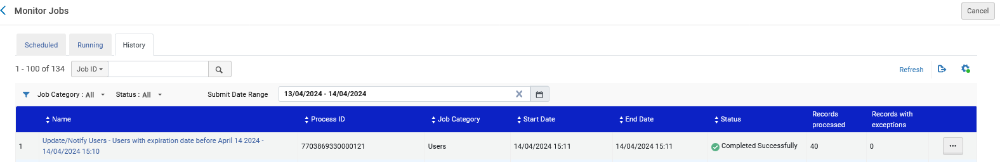 Monitor Jobs
Cancel
Scheduled Running History
1 - 100 of 134 Job ID
Refresh
Job Category : All Status : All Submit Date Range 13/04/2024 - 14/04/2024
Name Process ID Job Category Start Date End Date Status Records processed Records with exceptions
1 Update/Notify Users - Users with expiration date before April 14 2024 -
14/04/2024 15:10
7703869330000121 Users 14/04/2024 15:11 14/04/2024 15:11 Completed Successfully 40 0